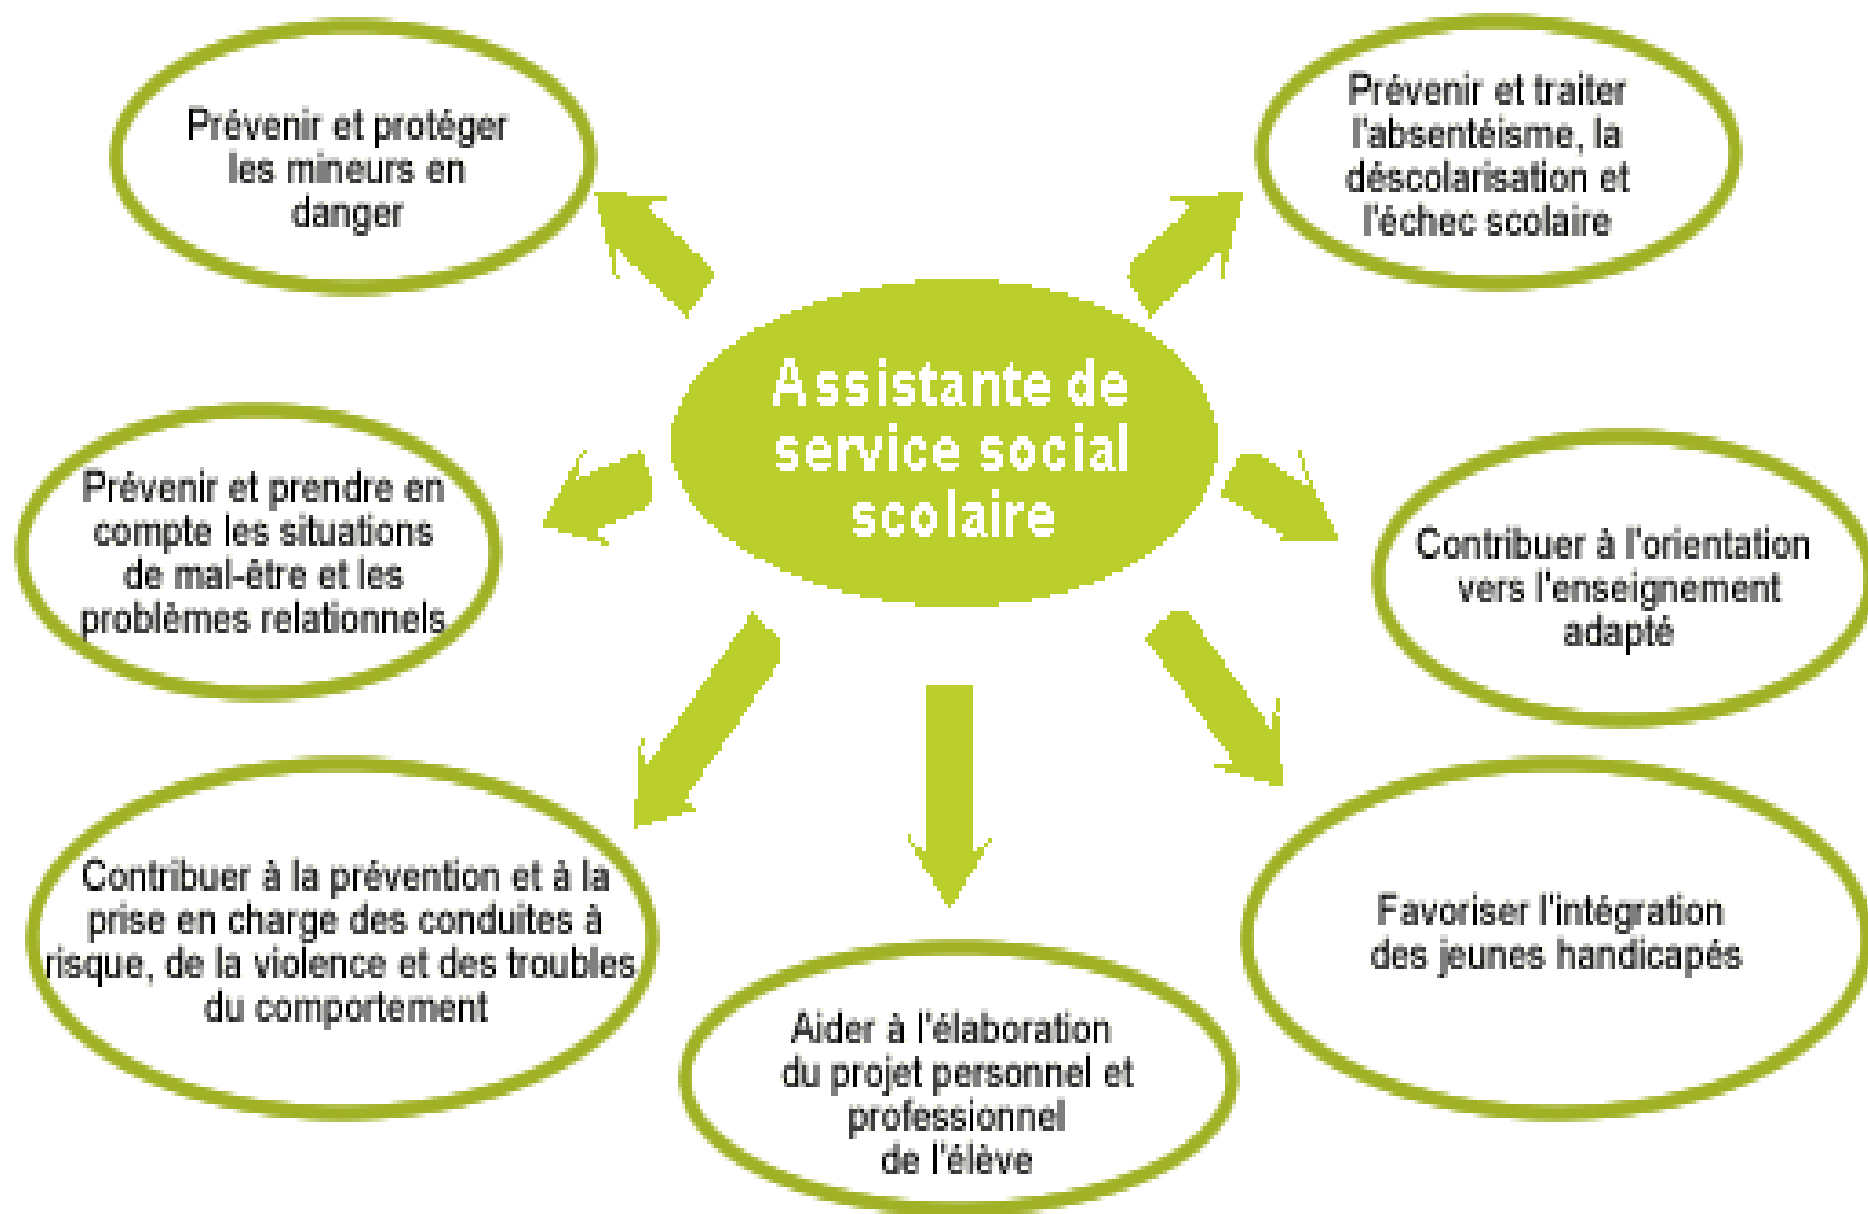 Prévenir et protéger
les mineurs en
danger
Prévenir et traiter
l'absentéisme, la
déscolarisation et
l'échec scolaire
Assistante de
service social
scolaire
Prévenir et prendre en
compte les situations
de mal-être et les
problèmes relationnels
Contribuer à l'orientation
vers l'enseignement
adapté
Contribuer à la prévention et à la
prise en charge des conduites à
risque, de la violence et des troubles
du comportement
Favoriser l'intégration
des jeunes handicapés
Aider à l'élaboration
du projet personnel et
professionnel
de l'élève